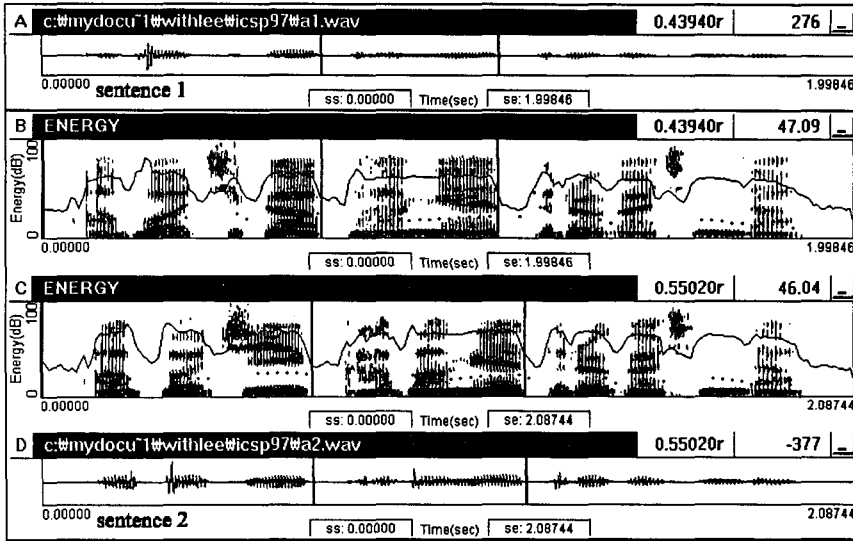 A c:₩mydocu~1₩withlee₩icsp97₩a1.wav 0.43940r 276
0.00000 sentence 1 1.99846
ss: 0.00000 Time(sec) se: 1.99846
B ENERGY 0.43940r 47.09
Energy(dB) 100 0
0.00000 1.99846
ss: 0.00000 Time(sec) se: 1.99846
C ENERGY 0.55020r 46.04
Energy(dB) 100 0
0.00000 2.08744
ss: 0.00000 Time(sec) se: 2.08744
D c:₩mydocu~1₩withlee₩icsp97₩a2.wav 0.55020r -377
0.00000 sentence 2 2.08744
ss: 0.00000 Time(sec) se: 2.08744